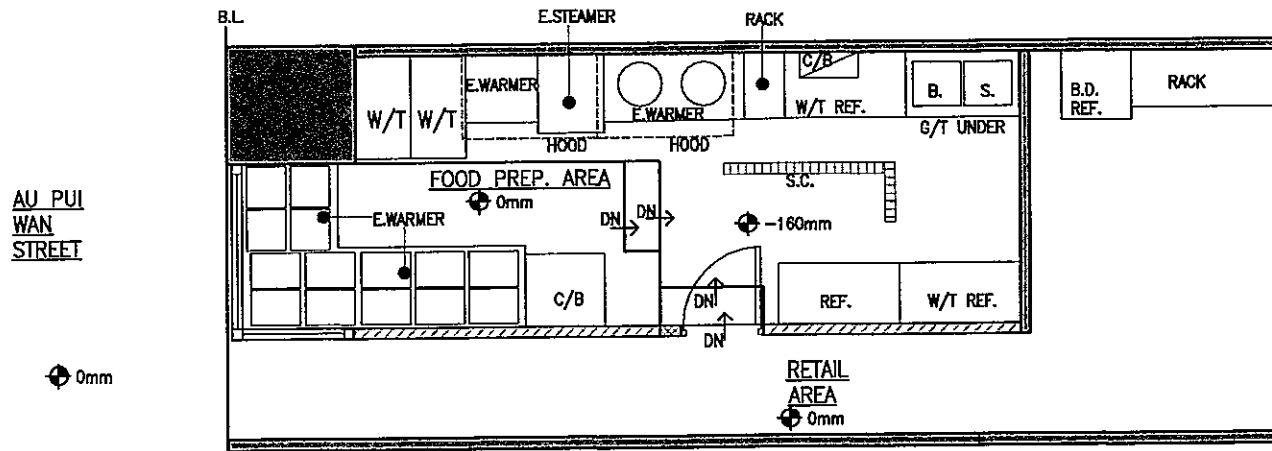 B.L.
E.STEAMER
RACK
W/T
W/T
E.WARMER
E.WARMER
C/B
W/T REF.
B.
S.
G/T UNDER
B.D.
REF.
RACK
HOOD
HOOD
AU PUI
WAN
STREET
FOOD PREP. AREA
0mm
E.WARMER
DN
DN
S.C.
-160mm
C/B
DN
DN
REF.
W/T REF.
0mm
RETAIL
AREA
0mm